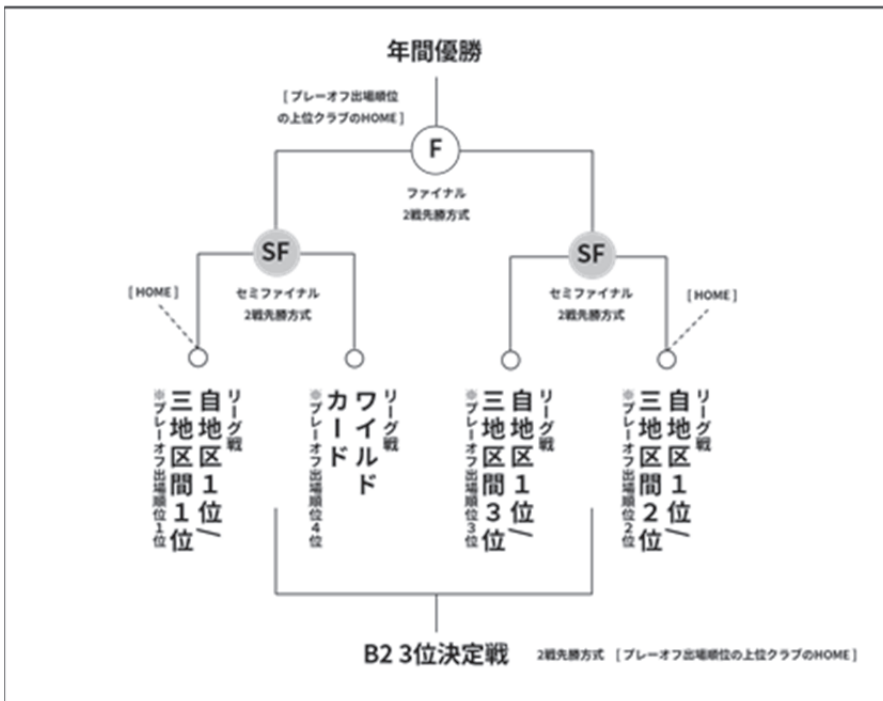 年間優勝
[ プレーオフ出場順位
の上位クラブのHOME ]
F
ファイナル
2戦先勝方式
SF
セミファイナル
2戦先勝方式
[ HOME ]
SF
セミファイナル
2戦先勝方式
[ HOME ]
リーグ戦
自地区1位/
三地区間1位
※プレーオフ出場順位1位
リーグ戦
ワイルド
カード
※プレーオフ出場順位4位
リーグ戦
自地区1位/
三地区間3位
※プレーオフ出場順位3位
リーグ戦
自地区1位/
三地区間2位
※プレーオフ出場順位2位
B2 3位決定戦 2戦先勝方式 [ プレーオフ出場順位の上位クラブのHOME ]